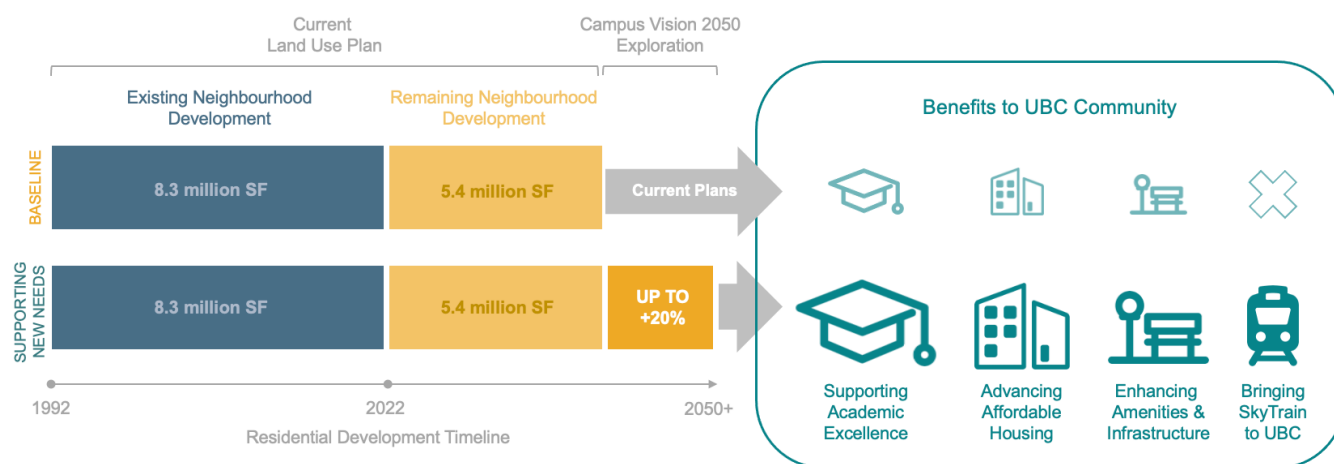 Current
Land Use Plan
Campus Vision 2050
Exploration
Existing Neighbourhood
Development
Remaining Neighbourhood
Development
Benefits to UBC Community
BASELINE
8.3 million SF
5.4 million SF
Current Plans
SUPPORTING
NEW NEEDS
8.3 million SF
5.4 million SF
UP TO
+20%
Supporting
Academic
Excellence
Advancing
Affordable
Housing
Enhancing
Amenities &
Infrastructure
Bringing
SkyTrain
to UBC
1992
2022
2050+
Residential Development Timeline